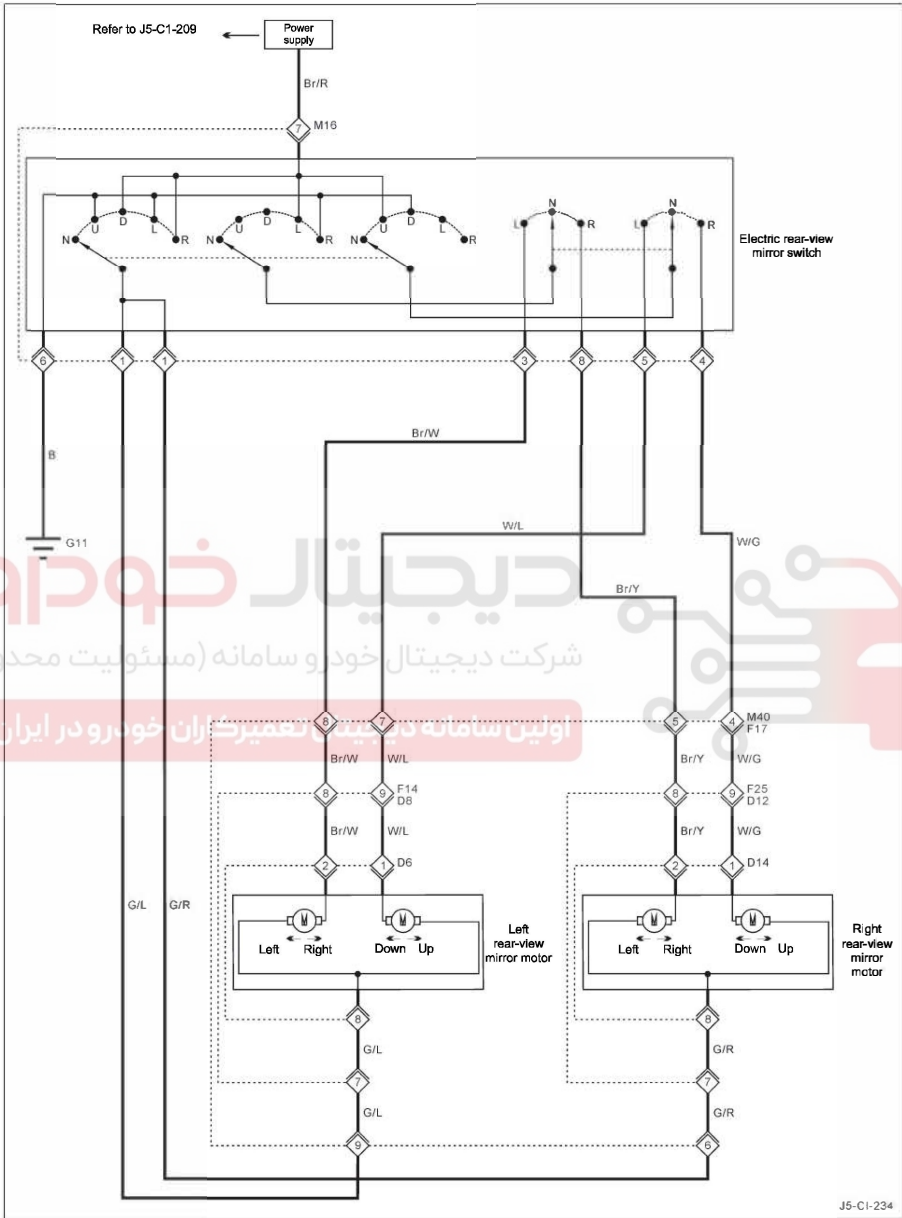 Refer to J5-C1-209
Power
supply
Br/R
7 M16
U D L R N
U D L R N
U D L R N
L N R
L N R
Electric rear-view
mirror switch
6 1 1 3 8 5 4
Br/W
B
G11
W/L
W/G
Br/Y
دیجیتال خودرو
شرکت دیجیتال خودرو سامانه (مسئولیت محدو
اولین سامانه دیجیتال تعمیرکاران خودرو در ایران
8 7 5 4 M40
F17
Br/W W/L Br/Y W/G
8 9 F14
D8
8 9 F25
D12
Br/W W/L Br/Y W/G
2 1 D6
2 1 D14
G/L G/R
M M
Left Right Down Up
Left
rear-view
mirror motor
M M
Left Right Down Up
Right
rear-view
mirror
motor
8 8
G/L G/R
7 7
G/L G/R
9 6
J5-CI-234